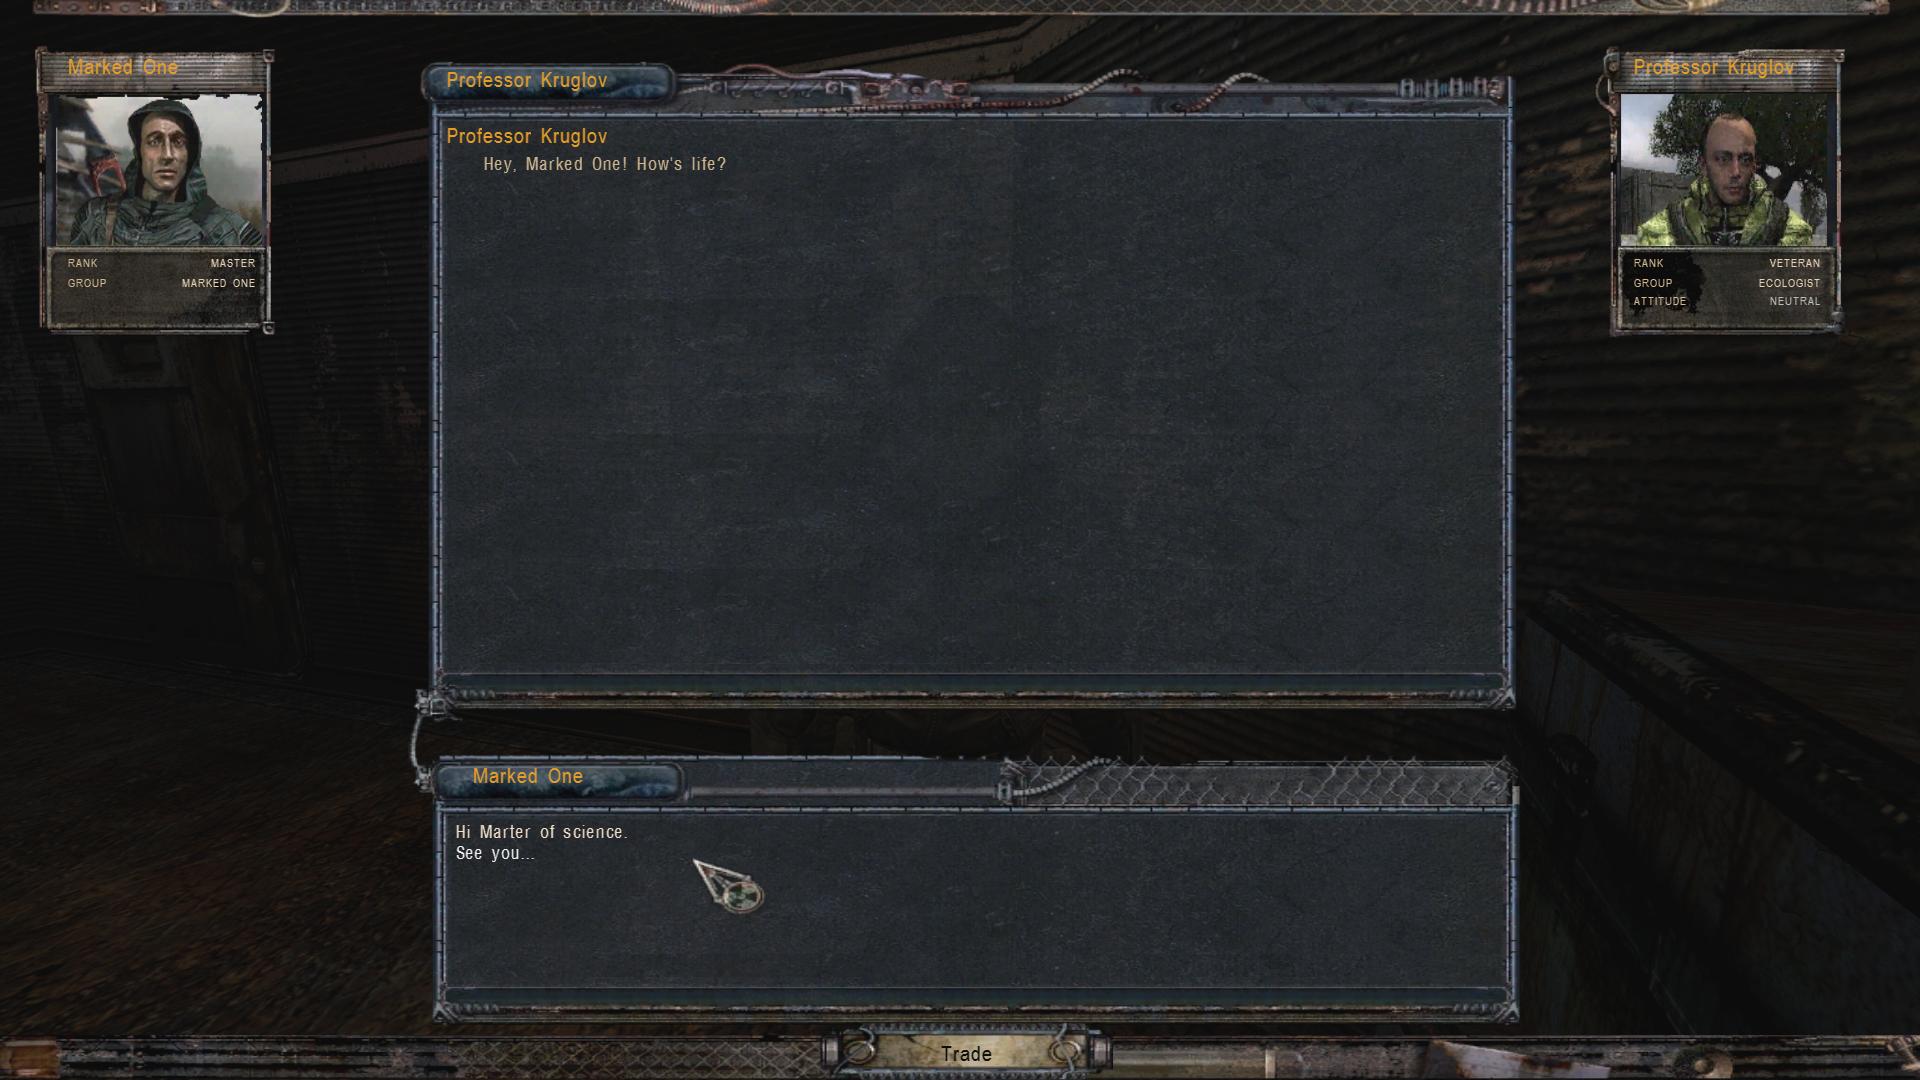 Marked One
RANK MASTER
GROUP MARKED ONE
Professor Kruglov
Professor Kruglov
Hey, Marked One! How's life?
Professor Kruglov
RANK VETERAN
GROUP ECOLOGIST
ATTITUDE NEUTRAL
Marked One
Hi Marter of science.
See you...
Trade